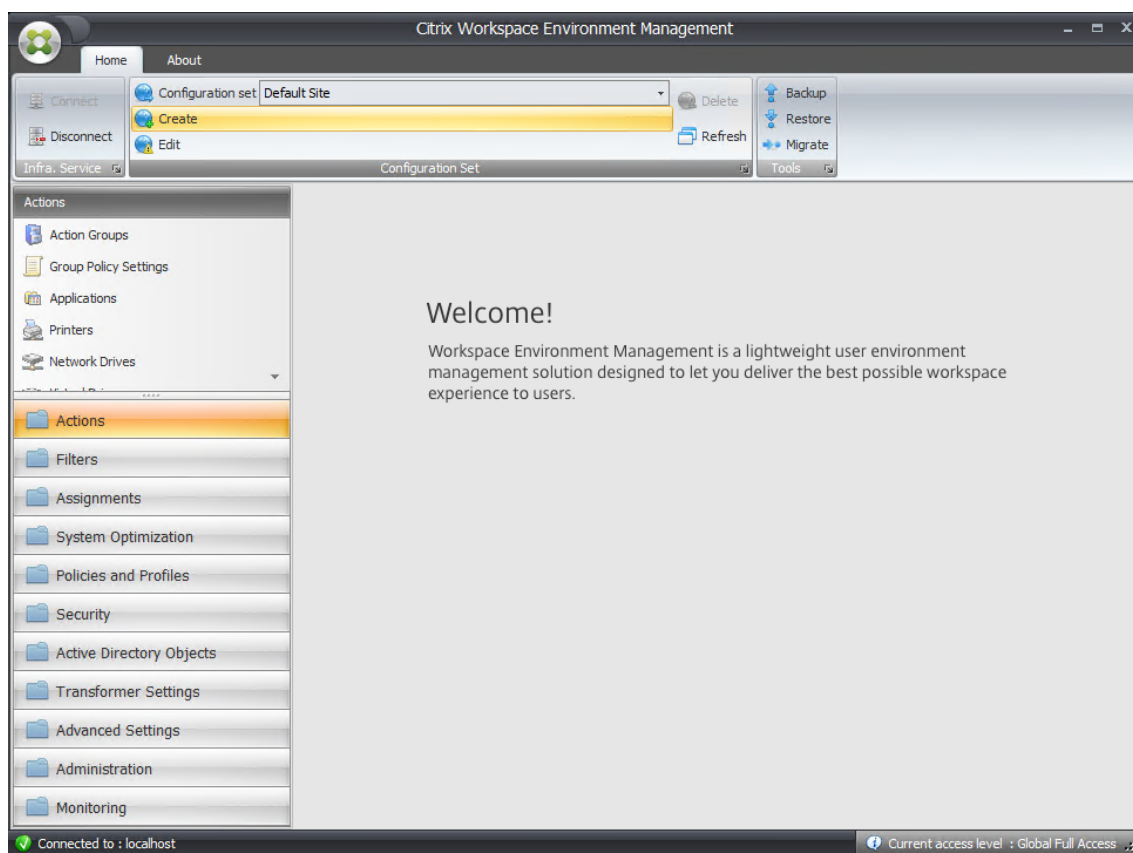 Citrix Workspace Environment Management
Home About
Connect
Disconnect
Infra. Service
Configuration set Default Site
Create
Edit
Delete
Refresh
Configuration Set
Backup
Restore
Migrate
Tools
Actions
Action Groups
Group Policy Settings
Applications
Printers
Network Drives
Actions
Filters
Assignments
System Optimization
Policies and Profiles
Security
Active Directory Objects
Transformer Settings
Advanced Settings
Administration
Monitoring
Welcome!
Workspace Environment Management is a lightweight user environment
management solution designed to let you deliver the best possible workspace
experience to users.
Connected to : localhost
Current access level : Global Full Access